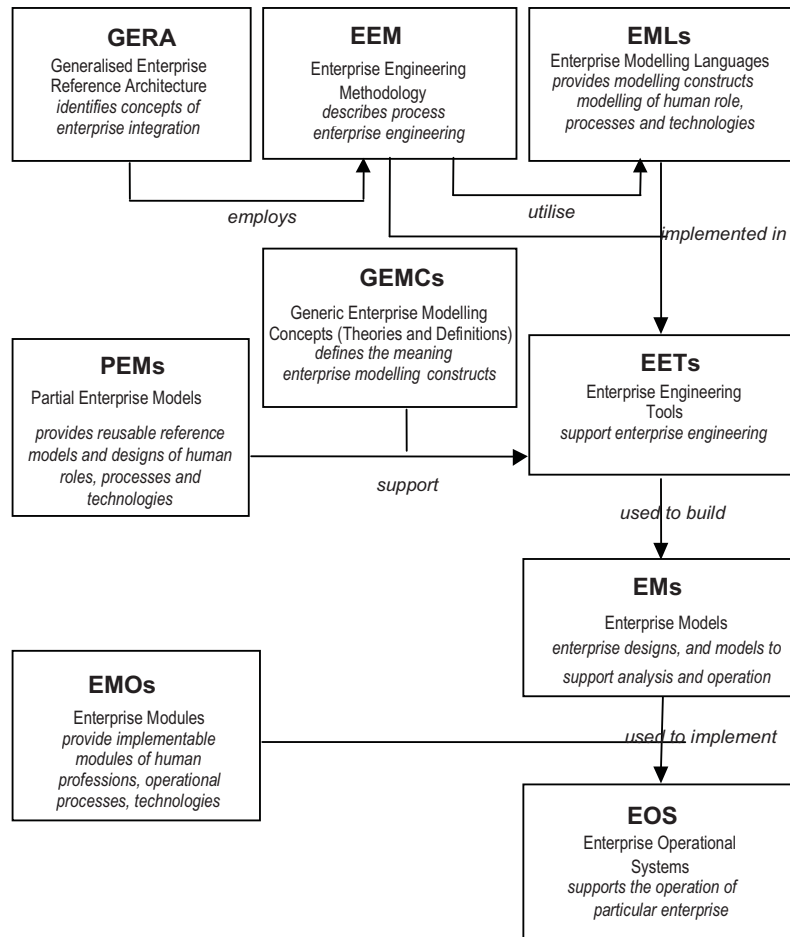 GERA
Generalised Enterprise
Reference Architecture
identifies concepts of
enterprise integration
EEM
Enterprise Engineering
Methodology
describes process
enterprise engineering
EMLs
Enterprise Modelling Languages
provides modelling constructs
modelling of human role,
processes and technologies
employs
utilise
implemented in
GEMCs
Generic Enterprise Modelling
Concepts (Theories and Definitions)
defines the meaning
enterprise modelling constructs
PEMs
Partial Enterprise Models
provides reusable reference
models and designs of human
roles, processes and
technologies
EETs
Enterprise Engineering
Tools
support enterprise engineering
support
used to build
EMs
Enterprise Models
enterprise designs, and models to
support analysis and operation
EMOs
Enterprise Modules
provide implementable
modules of human
professions, operational
processes, technologies
used to implement
EOS
Enterprise Operational
Systems
supports the operation of
particular enterprise